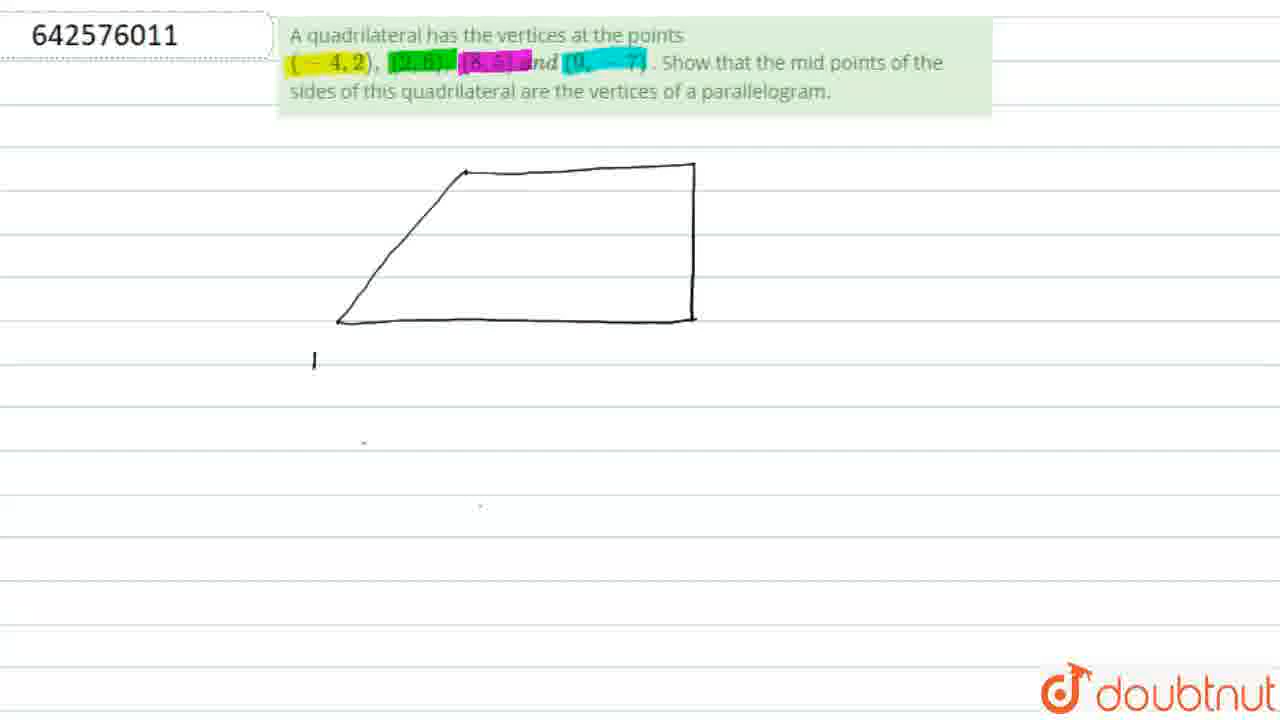 642576011
A quadrilateral has the vertices at the points
(-4,2), (2,6), (8,5) and (9,-7). Show that the mid points of the
sides of this quadrilateral are the vertices of a parallelogram.
doubtnut